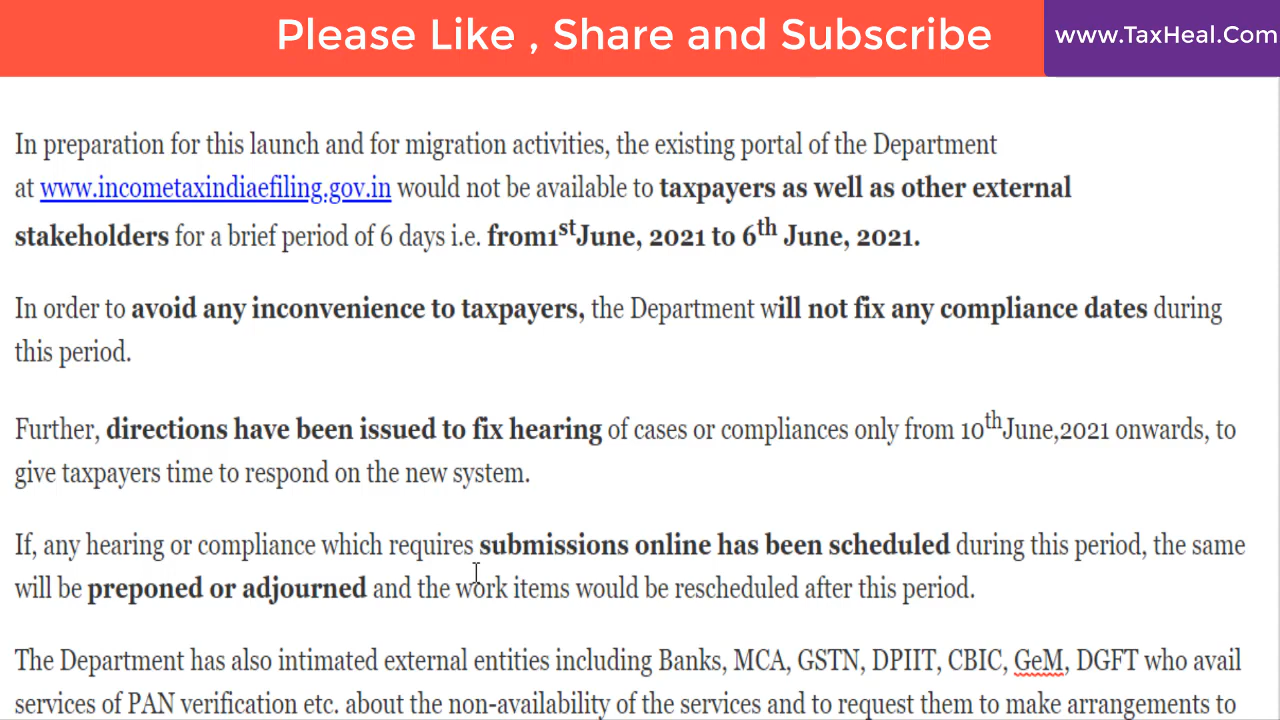 Please Like , Share and Subscribe
www.TaxHeal.Com
In preparation for this launch and for migration activities, the existing portal of the Department
at www.incometaxindiaefiling.gov.in would not be available to taxpayers as well as other external
stakeholders for a brief period of 6 days i.e. from1stJune, 2021 to 6th June, 2021.
In order to avoid any inconvenience to taxpayers, the Department will not fix any compliance dates during
this period.
Further, directions have been issued to fix hearing of cases or compliances only from 10thJune,2021 onwards, to
give taxpayers time to respond on the new system.
If, any hearing or compliance which requires submissions online has been scheduled during this period, the same
will be preponed or adjourned and the work items would be rescheduled after this period.
The Department has also intimated external entities including Banks, MCA, GSTN, DPIIT, CBIC, GeM, DGFT who avail
services of PAN verification etc. about the non-availability of the services and to request them to make arrangements to